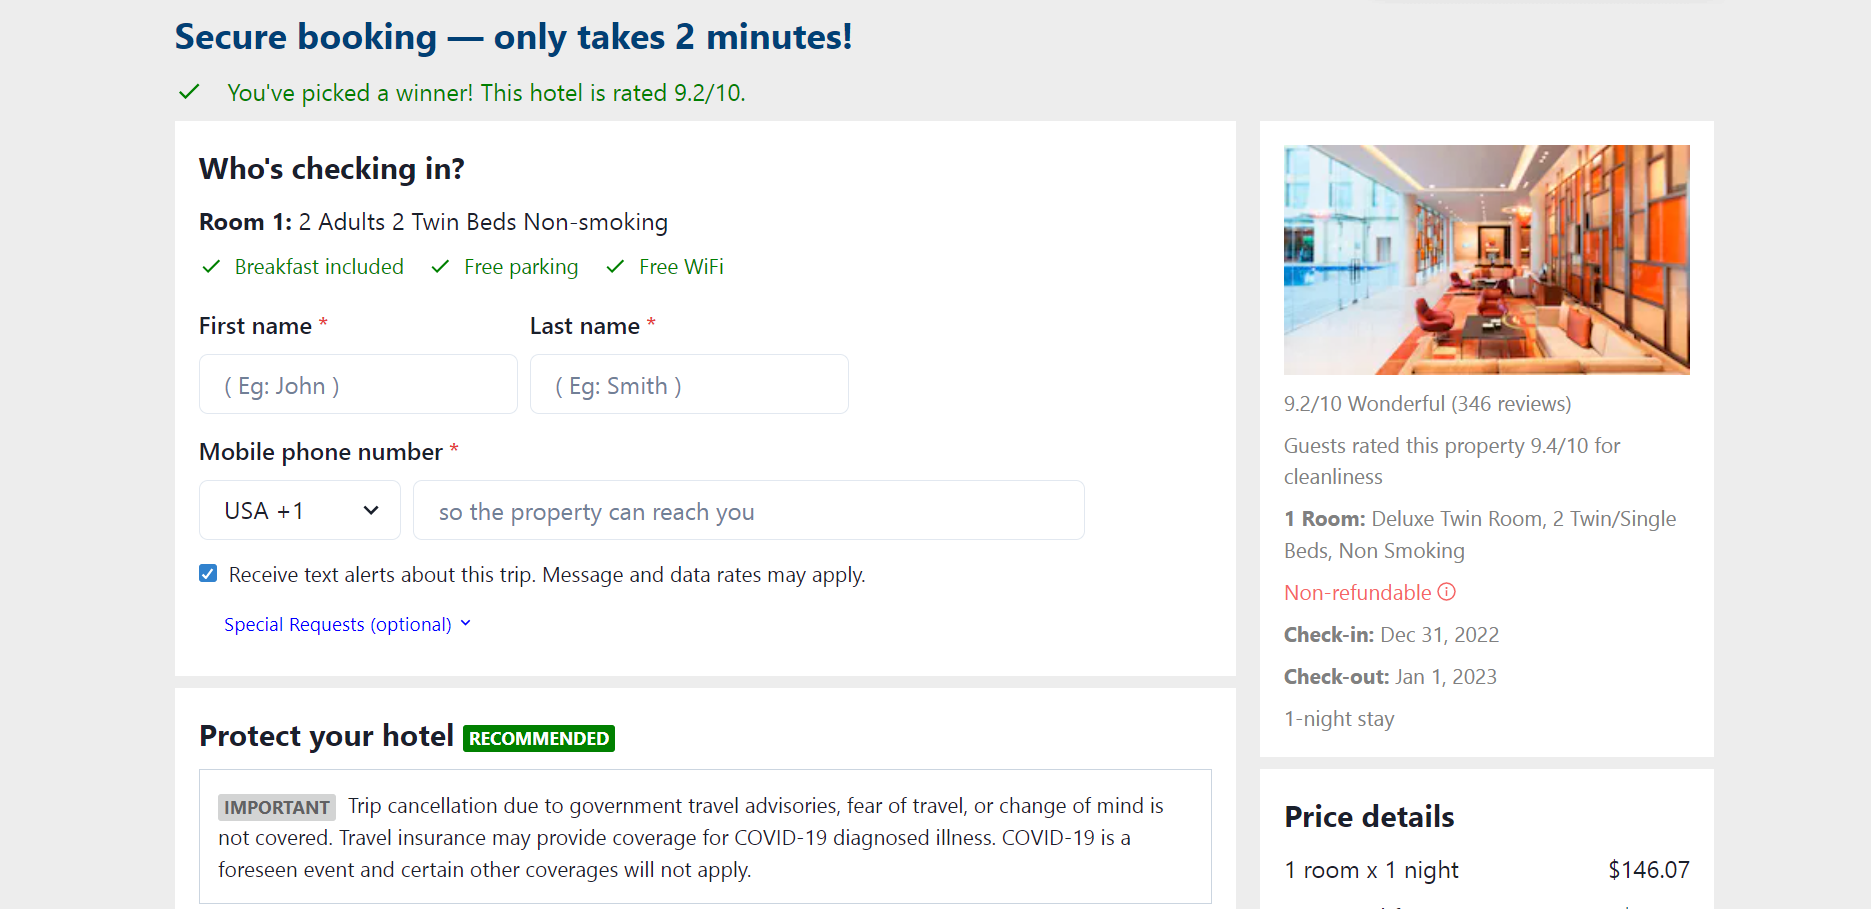 Secure booking — only takes 2 minutes!
You've picked a winner! This hotel is rated 9.2/10.
Who's checking in?
Room 1: 2 Adults 2 Twin Beds Non-smoking
Breakfast included Free parking Free WiFi
First name * Last name *
( Eg: John ) ( Eg: Smith )
Mobile phone number *
USA +1 so the property can reach you
Receive text alerts about this trip. Message and data rates may apply.
Special Requests (optional)
Protect your hotel RECOMMENDED
IMPORTANT Trip cancellation due to government travel advisories, fear of travel, or change of mind is
not covered. Travel insurance may provide coverage for COVID-19 diagnosed illness. COVID-19 is a
foreseen event and certain other coverages will not apply.
9.2/10 Wonderful (346 reviews)
Guests rated this property 9.4/10 for
cleanliness
1 Room: Deluxe Twin Room, 2 Twin/Single
Beds, Non Smoking
Non-refundable
Check-in: Dec 31, 2022
Check-out: Jan 1, 2023
1-night stay
Price details
1 room x 1 night $146.07